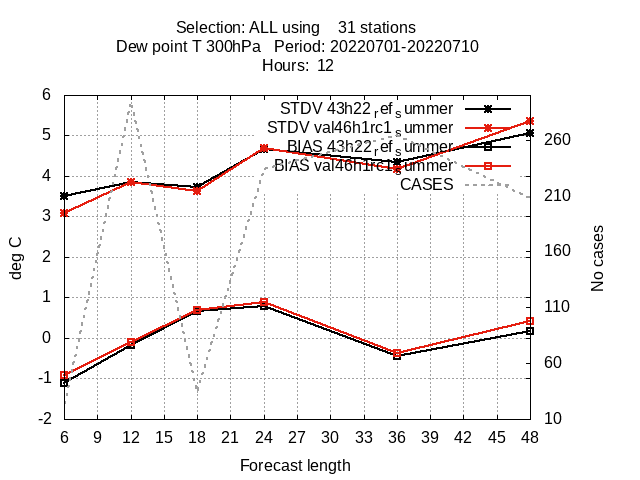 Selection: ALL using    31 stations
Dew point T 300hPa   Period: 20220701-20220710
Hours:  12
STDV 43h22_ref_summer
STDV val46h1rc1_summer
BIAS 43h22_ref_summer
BIAS val46h1rc1_summer
CASES
6
5
4
3
2
1
0
-1
-2
deg C
260
210
160
110
60
10
No cases
6 9 12 15 18 21 24 27 30 33 36 39 42 45 48
Forecast length